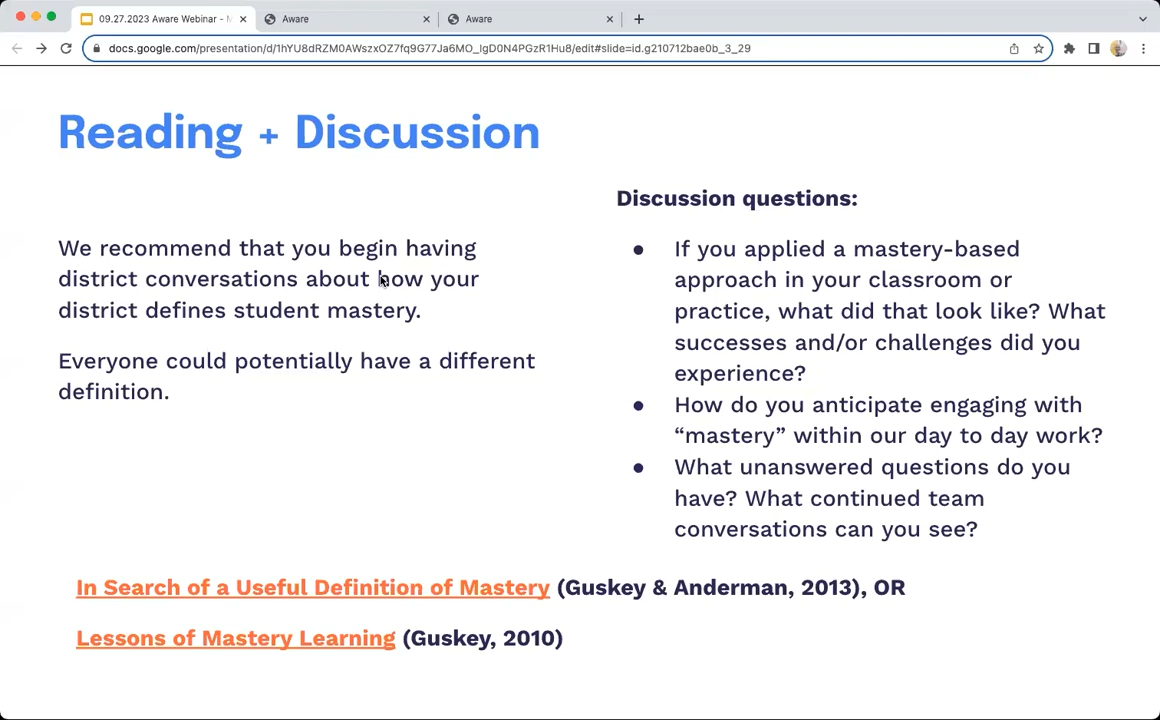 09.27.2023 Aware Webinar - M
Aware
Aware
docs.google.com/presentation/d/1hYU8dRZM0AWszxOZ7fq9G77Ja6MO_lgD0N4PGzR1Hu8/edit#slide=id.g210712bae0b_3_29
Reading + Discussion
We recommend that you begin having
district conversations about how your
district defines student mastery.
Everyone could potentially have a different
definition.
Discussion questions:
● If you applied a mastery-based
approach in your classroom or
practice, what did that look like? What
successes and/or challenges did you
experience?
● How do you anticipate engaging with
“mastery” within our day to day work?
● What unanswered questions do you
have? What continued team
conversations can you see?
In Search of a Useful Definition of Mastery (Guskey & Anderman, 2013), OR
Lessons of Mastery Learning (Guskey, 2010)